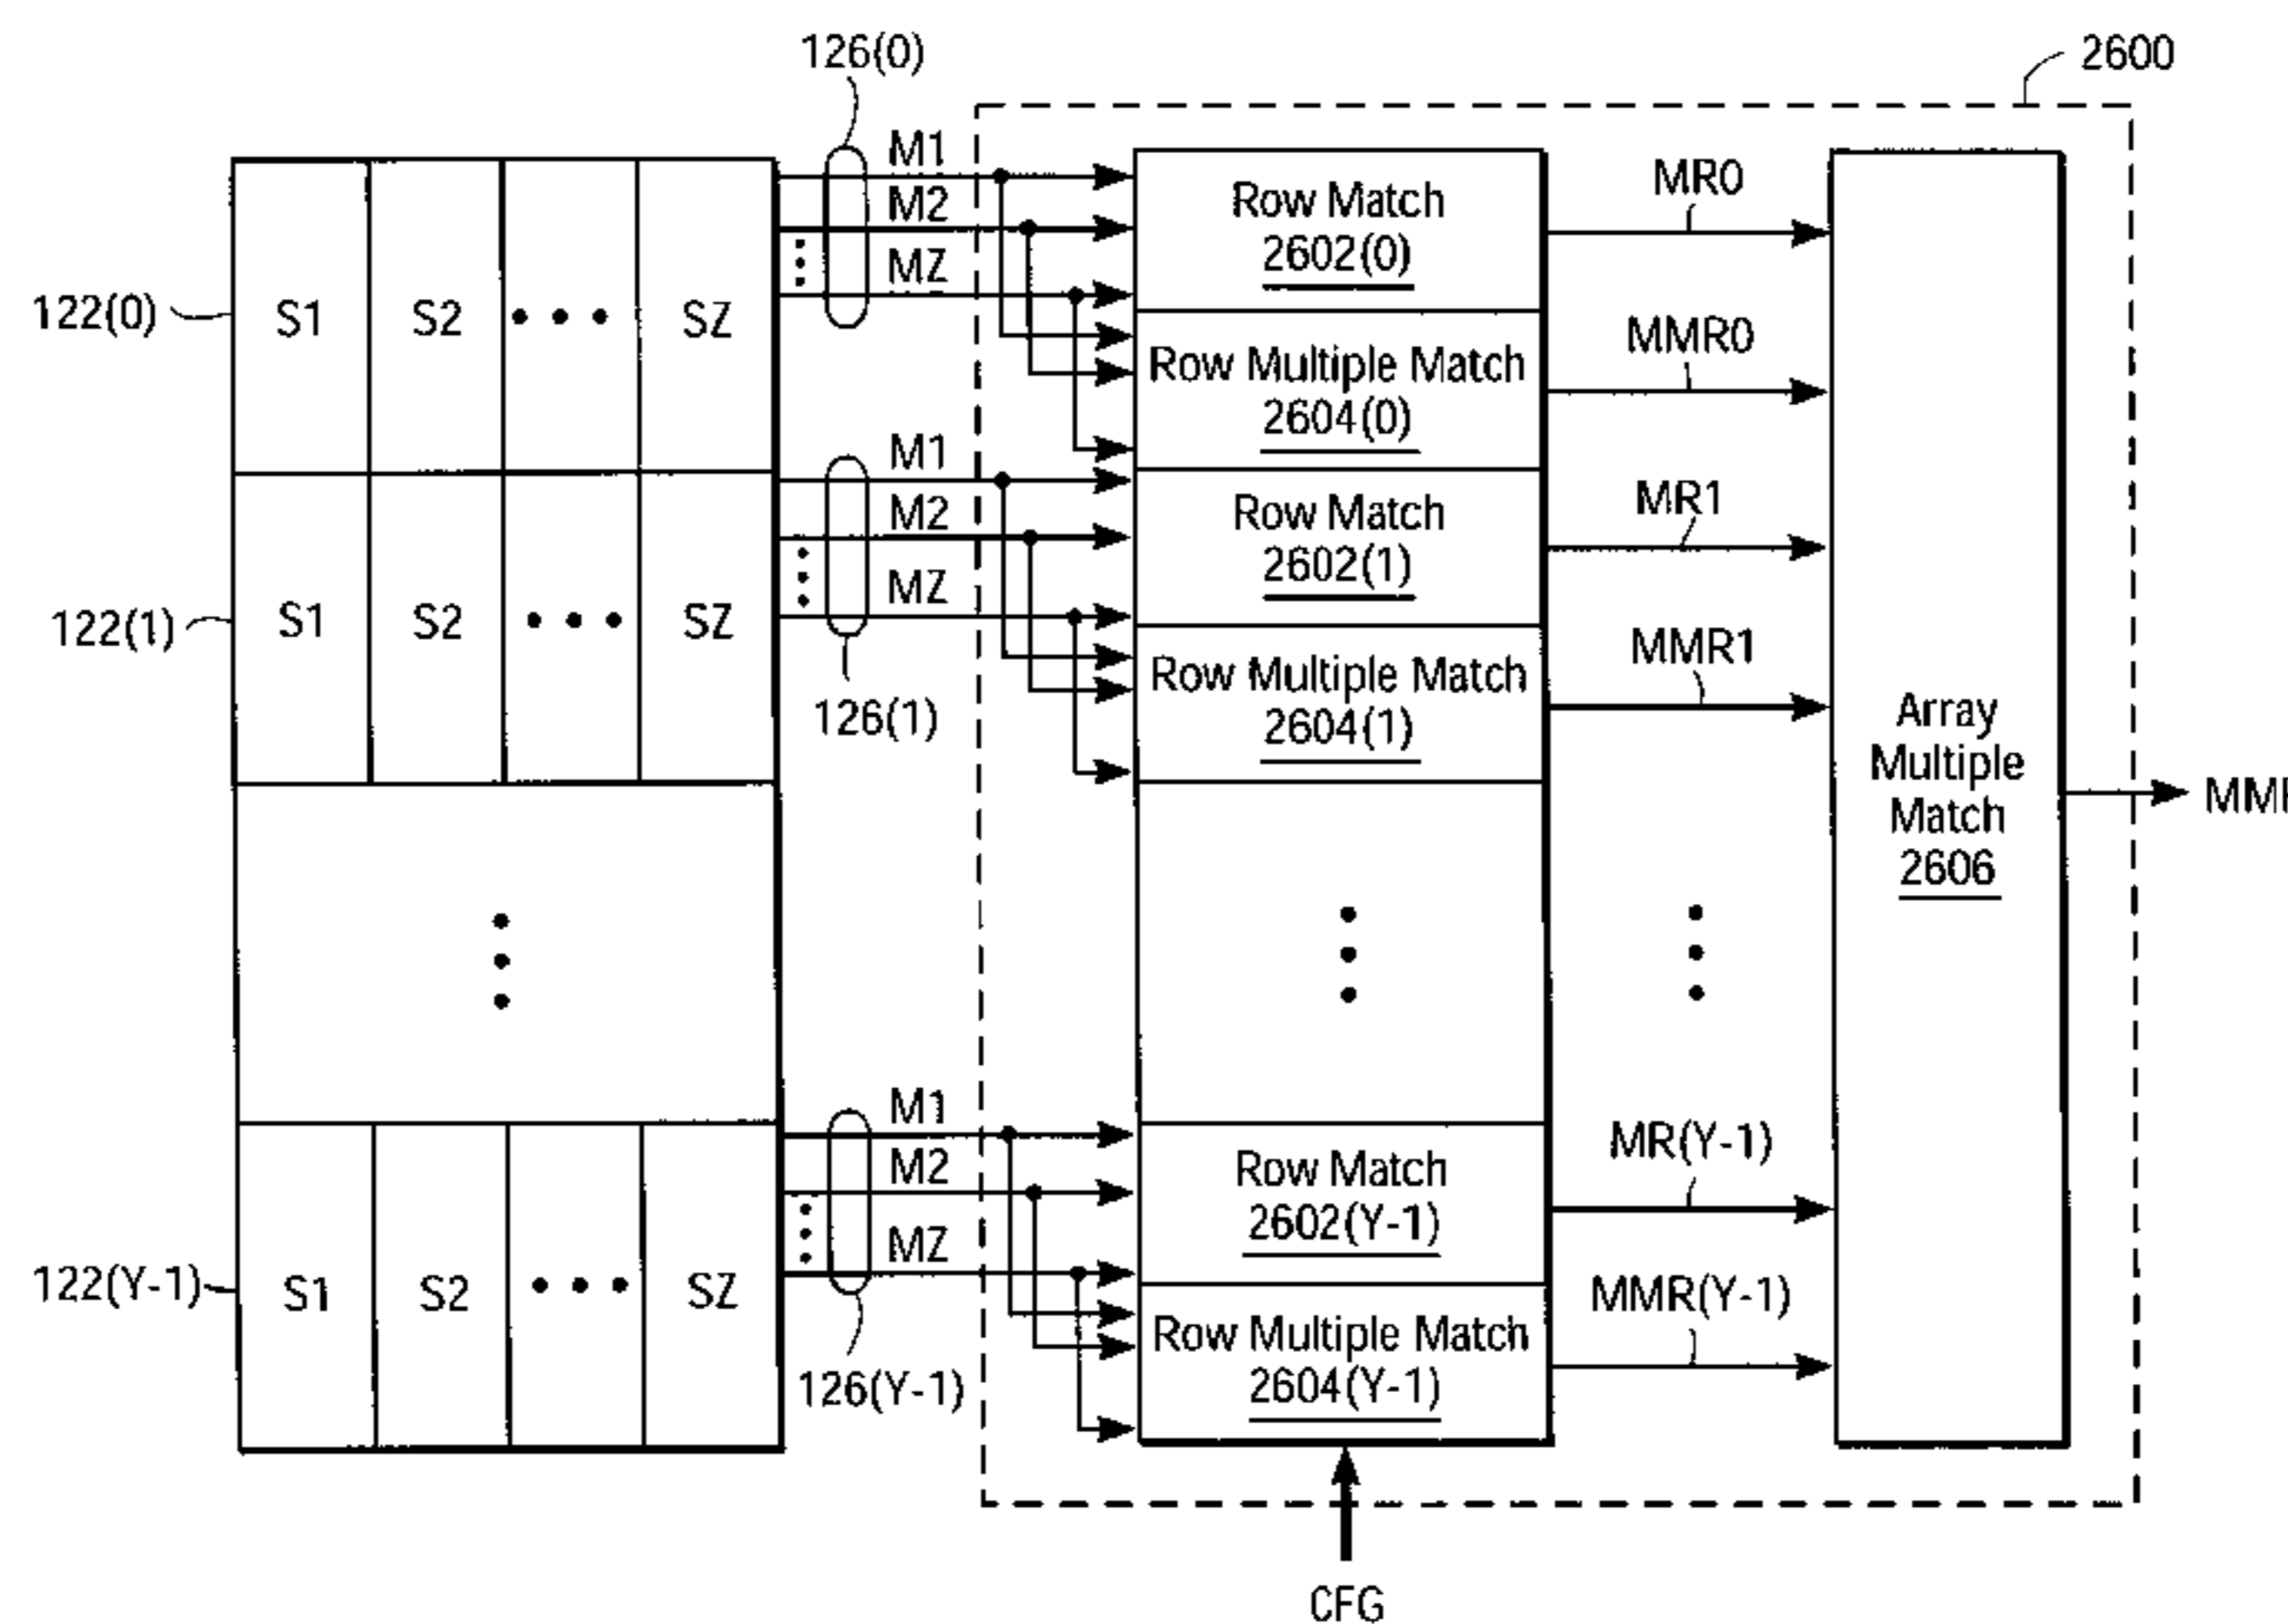 126(0)
2600
M1
M2
MZ
Row Match
2602(0)
MR0
122(0)
S1 S2 SZ
Row Multiple Match
2604(0)
MMR0
M1
M2
MZ
Row Match
2602(1)
MR1
122(1)
S1 S2 SZ
126(1)
Row Multiple Match
2604(1)
MMR1
Array
Multiple
Match
2606
M1
M2
MZ
Row Match
2602(Y-1)
MR(Y-1)
122(Y-1)
S1 S2 SZ
126(Y-1)
Row Multiple Match
2604(Y-1)
MMR(Y-1)
CFG